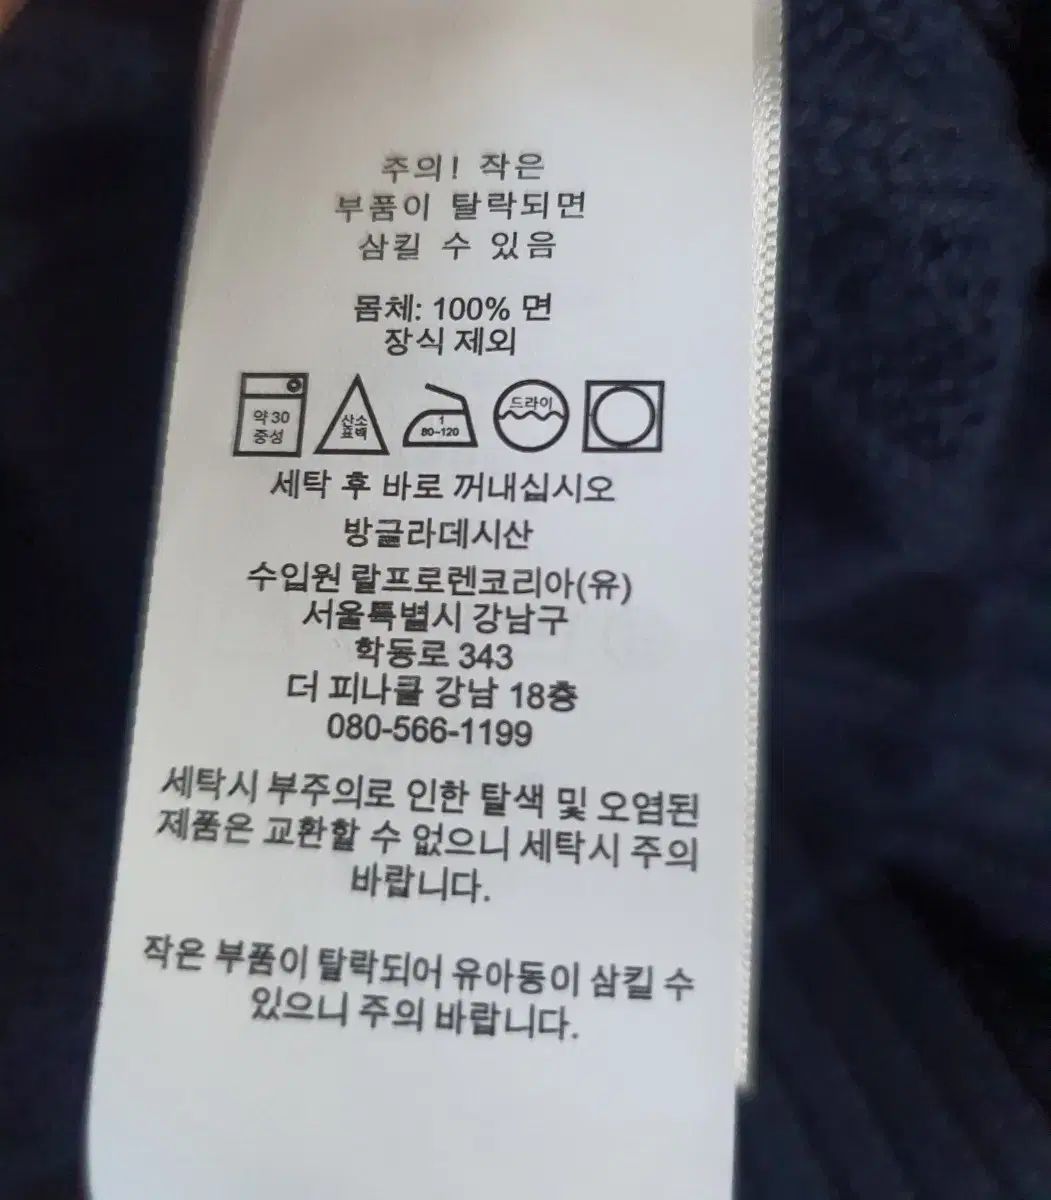 주의! 작은
부품이 탈락되면
삼킬 수 있음
몸체: 100% 면
장식 제외
약 30
중성
산소
표백
1
80~120
드라이
세탁 후 바로 꺼내십시오
방글라데시산
수입원 랄프로렌코리아(유)
서울특별시 강남구
학동로 343
더 피나클 강남 18층
080-566-1199
세탁시 부주의로 인한 탈색 및 오염된
제품은 교환할 수 없으니 세탁시 주의
바랍니다.
작은 부품이 탈락되어 유아동이 삼킬 수
있으니 주의 바랍니다.